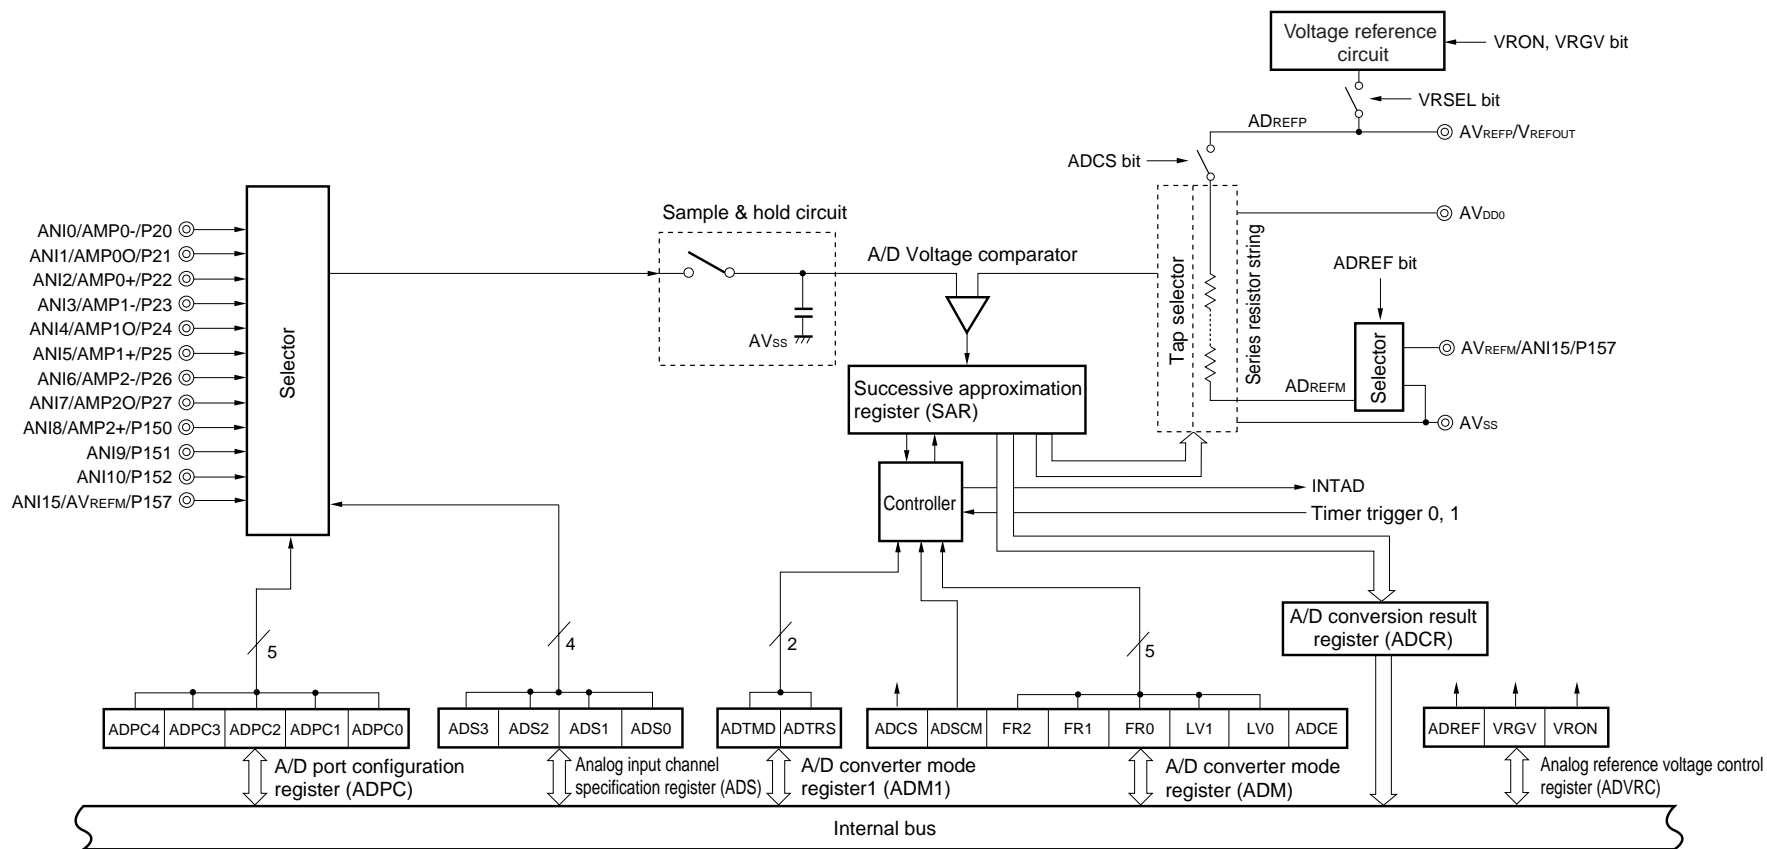 Voltage reference
circuit
VRON, VRGV bit
VRSEL bit
ADREFP
AVREFP/VREFOUT
ADCS bit
Sample & hold circuit
A/D Voltage comparator
AVDD0
ADREF bit
ANI0/AMP0-/P20
ANI1/AMP0O/P21
ANI2/AMP0+/P22
ANI3/AMP1-/P23
ANI4/AMP1O/P24
ANI5/AMP1+/P25
ANI6/AMP2-/P26
ANI7/AMP2O/P27
ANI8/AMP2+/P150
ANI9/P151
ANI10/P152
ANI15/AVREFM/P157
Selector
AVSS
Tap selector
Series resistor string
Selector
AVREFM/ANI15/P157
ADREFM
AVSS
Successive approximation
register (SAR)
Controller
INTAD
Timer trigger 0, 1
A/D conversion result
register (ADCR)
5
4
2
5
ADPC4 ADPC3 ADPC2 ADPC1 ADPC0
ADS3 ADS2 ADS1 ADS0
ADTMD ADTRS
ADCS ADSCM FR2 FR1 FR0 LV1 LV0 ADCE
ADREF VRGV VRON
A/D port configuration
register (ADPC)
Analog input channel
specification register (ADS)
A/D converter mode
register1 (ADM1)
A/D converter mode
register (ADM)
Analog reference voltage control
register (ADVRC)
Internal bus